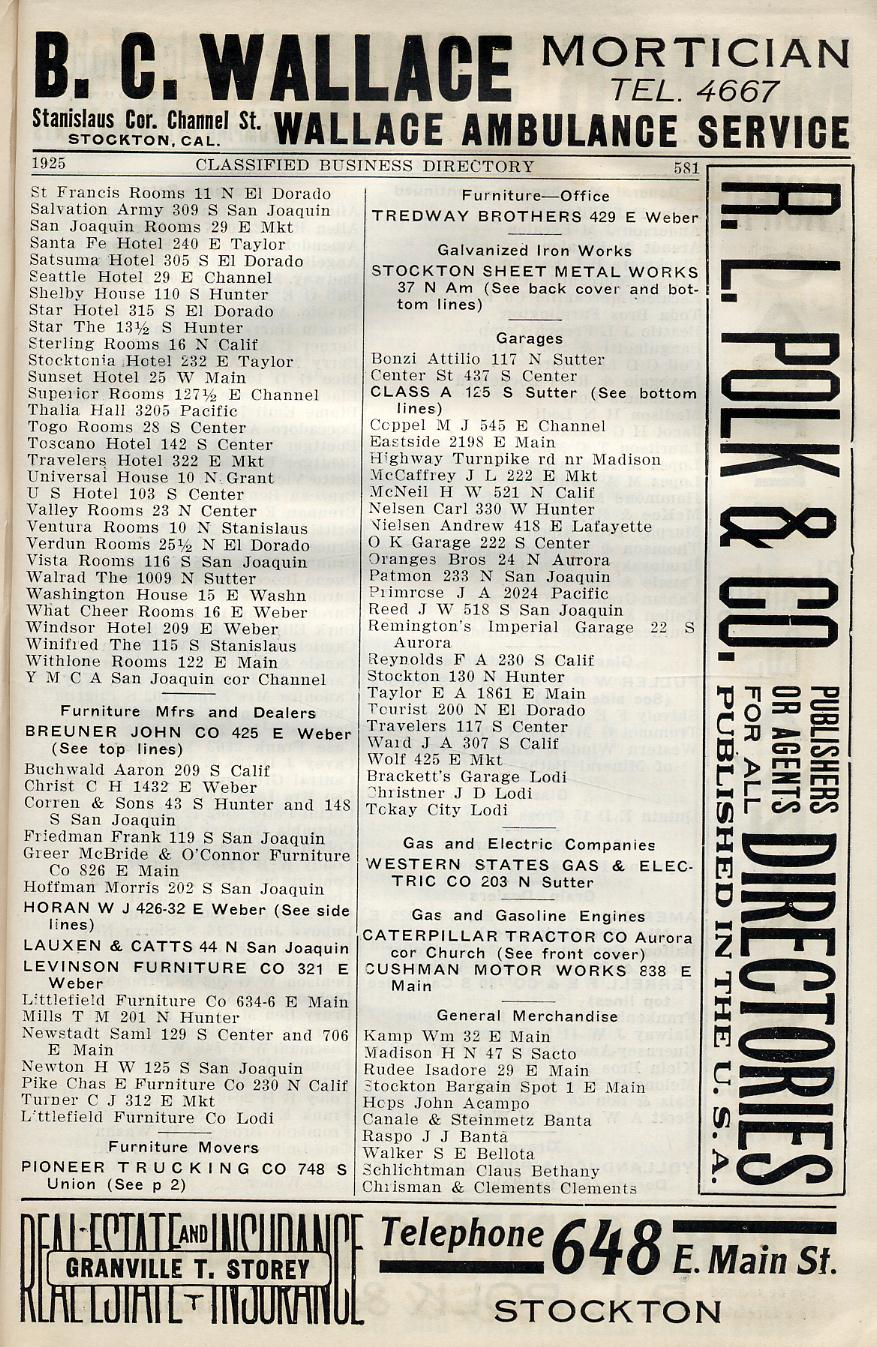 B. C. WALLACE MORTICIAN
TEL. 4667
Stanislaus Cor. Channel St.
STOCKTON, CAL.
WALLACE AMBULANCE SERVICE
1925 CLASSIFIED BUSINESS DIRECTORY 581
St Francis Rooms 11 N El Dorado
Salvation Army 309 S San Joaquin
San Joaquin Rooms 29 E Mkt
Santa Fe Hotel 240 E Taylor
Satsuma Hotel 305 S El Dorado
Seattle Hotel 29 E Channel
Shelby House 110 S Hunter
Star Hotel 315 S El Dorado
Star The 13½ S Hunter
Sterling Rooms 16 N Calif
Stocktonia Hotel 232 E Taylor
Sunset Hotel 25 W Main
Superior Rooms 127½ E Channel
Thalia Hall 3205 Pacific
Togo Rooms 28 S Center
Toscano Hotel 142 S Center
Travelers Hotel 322 E Mkt
Universal House 10 N Grant
U S Hotel 103 S Center
Valley Rooms 23 N Center
Ventura Rooms 10 N Stanislaus
Verdun Rooms 25½ N El Dorado
Vista Rooms 116 S San Joaquin
Walrad The 1009 N Sutter
Washington House 15 E Washn
What Cheer Rooms 16 E Weber
Windsor Hotel 209 E Weber
Winifred The 115 S Stanislaus
Withlone Rooms 122 E Main
Y M C A San Joaquin cor Channel
Furniture Mfrs and Dealers
BREUNER JOHN CO 425 E Weber
(See top lines)
Buchwald Aaron 209 S Calif
Christ C H 1432 E Weber
Corren & Sons 43 S Hunter and 148
S San Joaquin
Friedman Frank 119 S San Joaquin
Greer McBride & O'Connor Furniture
Co 826 E Main
Hoffman Morris 202 S San Joaquin
HORAN W J 426-32 E Weber (See side
lines)
LAUXEN & CATTS 44 N San Joaquin
LEVINSON FURNITURE CO 321 E
Weber
Littlefield Furniture Co 634-6 E Main
Mills T M 201 N Hunter
Newstadt Saml 129 S Center and 706
E Main
Newton H W 125 S San Joaquin
Pike Chas E Furniture Co 230 N Calif
Turner C J 312 E Mkt
Littlefield Furniture Co Lodi
Furniture Movers
PIONEER TRUCKING CO 748 S
Union (See p 2)
Furniture—Office
TREDWAY BROTHERS 429 E Weber
Galvanized Iron Works
STOCKTON SHEET METAL WORKS
37 N Am (See back cover and bot-
tom lines)
Garages
Bonzi Attilio 117 N Sutter
Center St 437 S Center
CLASS A 125 S Sutter (See bottom
lines)
Coppel M J 545 E Channel
Eastside 2198 E Main
Highway Turnpike rd nr Madison
McCaffrey J L 222 E Mkt
McNeil H W 521 N Calif
Nelsen Carl 330 W Hunter
Nielsen Andrew 418 E Lafayette
O K Garage 222 S Center
Oranges Bros 24 N Aurora
Patmon 233 N San Joaquin
Primrose J A 2024 Pacific
Reed J W 518 S San Joaquin
Remington's Imperial Garage 22 S
Aurora
Reynolds F A 230 S Calif
Stockton 130 N Hunter
Taylor E A 1861 E Main
Tourist 200 N El Dorado
Travelers 117 S Center
Ward J A 307 S Calif
Wolf 425 E Mkt
Brackett's Garage Lodi
Christner J D Lodi
Tokay City Lodi
Gas and Electric Companies
WESTERN STATES GAS & ELEC-
TRIC CO 203 N Sutter
Gas and Gasoline Engines
CATERPILLAR TRACTOR CO Aurora
cor Church (See front cover)
CUSHMAN MOTOR WORKS 838 E
Main
General Merchandise
Kamp Wm 32 E Main
Madison H N 47 S Sacto
Rudee Isadore 29 E Main
Stockton Bargain Spot 1 E Main
Hops John Acampo
Canale & Steinmetz Banta
Raspo J J Banta
Walker S E Bellota
Schlichtman Claus Bethany
Chrisman & Clements Clements
R. L. POLK & CO.
PUBLISHERS
OR AGENTS
FOR ALL
DIRECTORIES
PUBLISHED IN THE U. S. A.
REAL ESTATE AND INSURANCE
GRANVILLE T. STOREY
Telephone 648 E. Main St.
STOCKTON